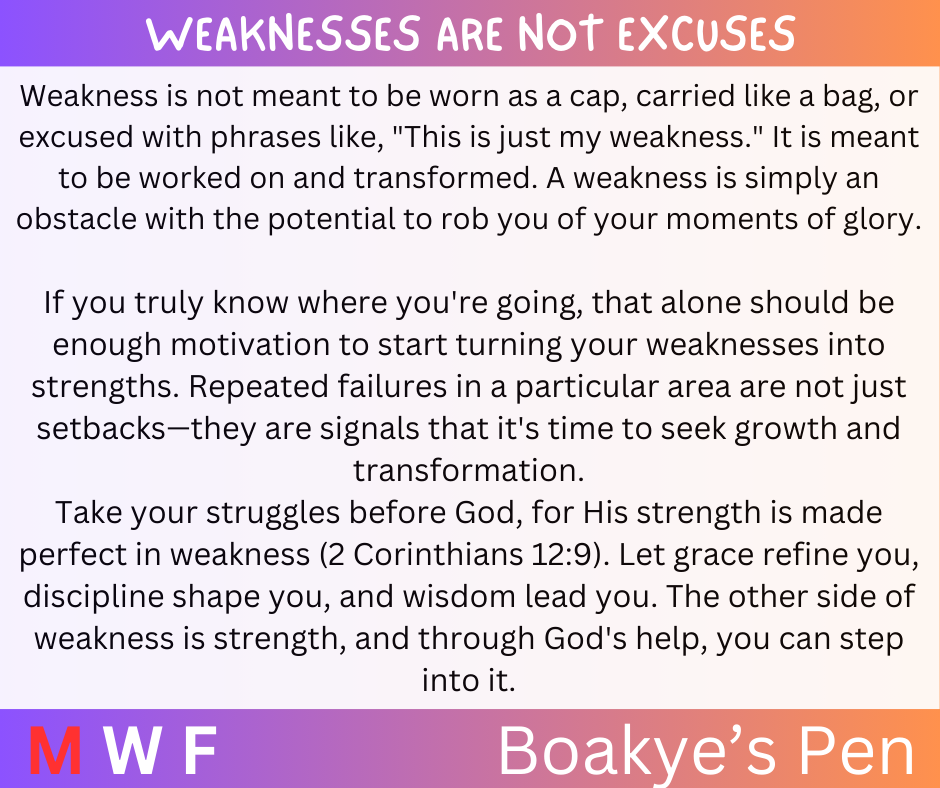 WEAKNESSES ARE NOT EXCUSES
Weakness is not meant to be worn as a cap, carried like a bag, or
excused with phrases like, "This is just my weakness." It is meant
to be worked on and transformed. A weakness is simply an
obstacle with the potential to rob you of your moments of glory.
If you truly know where you're going, that alone should be
enough motivation to start turning your weaknesses into
strengths. Repeated failures in a particular area are not just
setbacks—they are signals that it's time to seek growth and
transformation.
Take your struggles before God, for His strength is made
perfect in weakness (2 Corinthians 12:9). Let grace refine you,
discipline shape you, and wisdom lead you. The other side of
weakness is strength, and through God's help, you can step
into it.
M W F
Boakye’s Pen